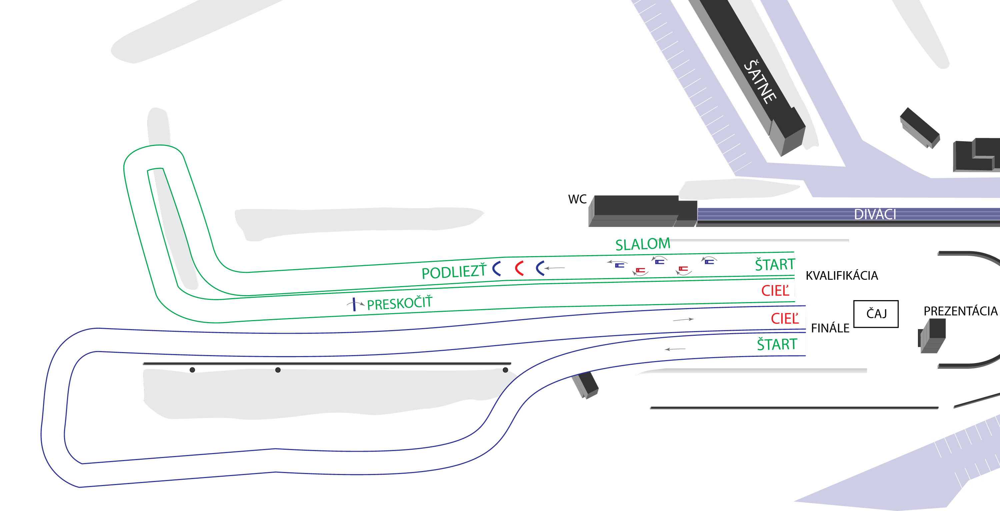 ŠATNE
WC
DIVÁCI
SLALOM
PODLIEZŤ
ŠTART
KVALIFIKÁCIA
CIEĽ
PRESKOČIŤ
ČAJ
PREZENTÁCIA
CIEĽ
FINÁLE
ŠTART